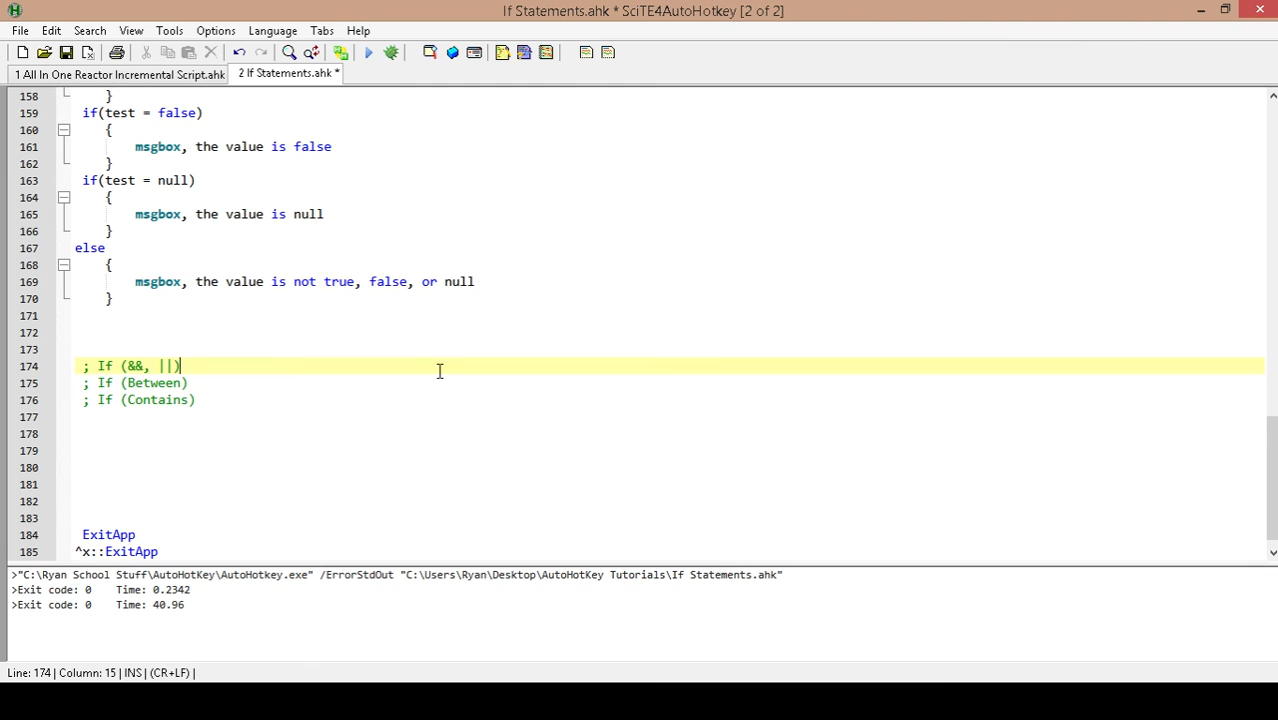 If Statements.ahk * SciTE4AutoHotkey [2 of 2]
File Edit Search View Tools Options Language Tabs Help
1 All In One Reactor Incremental Script.ahk 2 If Statements.ahk *
158 }
159 if(test = false)
160 {
161 msgbox, the value is false
162 }
163 if(test = null)
164 {
165 msgbox, the value is null
166 }
167 else
168 {
169 msgbox, the value is not true, false, or null
170 }
171
172
173
174 ; If (&&, ||)
175 ; If (Between)
176 ; If (Contains)
177
178
179
180
181
182
183
184 ExitApp
185 ^x::ExitApp
>"C:\Ryan School Stuff\AutoHotKey\AutoHotkey.exe" /ErrorStdOut "C:\Users\Ryan\Desktop\AutoHotKey Tutorials\If Statements.ahk"
>Exit code: 0 Time: 0.2342
>Exit code: 0 Time: 40.96
Line: 174 | Column: 15 | INS | (CR+LF) |